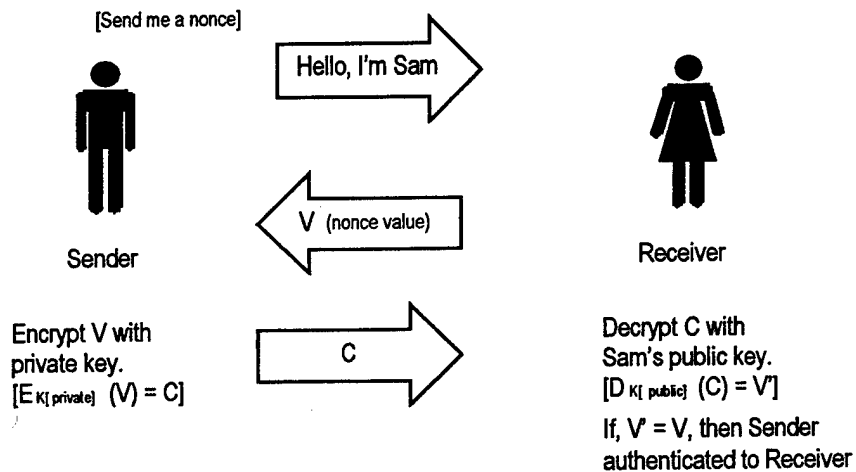 [Send me a nonce]
Hello, I'm Sam
V (nonce value)
Sender
Receiver
Encrypt V with
private key.
[E K[ private] (V) = C]
C
Decrypt C with
Sam's public key.
[D K[ public] (C) = V']
If, V' = V, then Sender
authenticated to Receiver